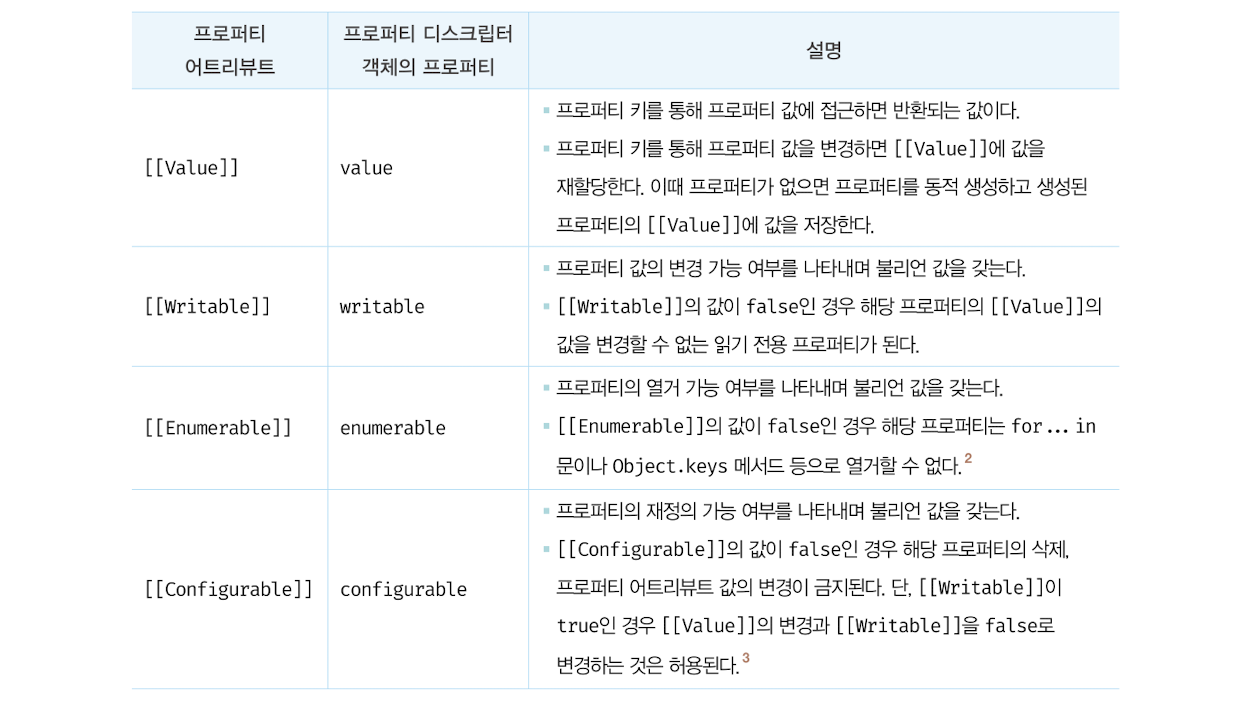 프로퍼티
어트리뷰트
프로퍼티 디스크립터
객체의 프로퍼티
설명
[[Value]]
value
▪ 프로퍼티 키를 통해 프로퍼티 값에 접근하면 반환되는 값이다.
▪ 프로퍼티 키를 통해 프로퍼티 값을 변경하면 [[Value]]에 값을
재할당한다. 이때 프로퍼티가 없으면 프로퍼티를 동적 생성하고 생성된
프로퍼티의 [[Value]]에 값을 저장한다.
[[Writable]]
writable
▪ 프로퍼티 값의 변경 가능 여부를 나타내며 불리언 값을 갖는다.
▪ [[Writable]]의 값이 false인 경우 해당 프로퍼티의 [[Value]]의
값을 변경할 수 없는 읽기 전용 프로퍼티가 된다.
[[Enumerable]]
enumerable
▪ 프로퍼티의 열거 가능 여부를 나타내며 불리언 값을 갖는다.
▪ [[Enumerable]]의 값이 false인 경우 해당 프로퍼티는 for...in
문이나 Object.keys 메서드 등으로 열거할 수 없다.2
[[Configurable]]
configurable
▪ 프로퍼티의 재정의 가능 여부를 나타내며 불리언 값을 갖는다.
▪ [[Configurable]]의 값이 false인 경우 해당 프로퍼티의 삭제,
프로퍼티 어트리뷰트 값의 변경이 금지된다. 단, [[Writable]]이
true인 경우 [[Value]]의 변경과 [[Writable]]을 false로
변경하는 것은 허용된다.3